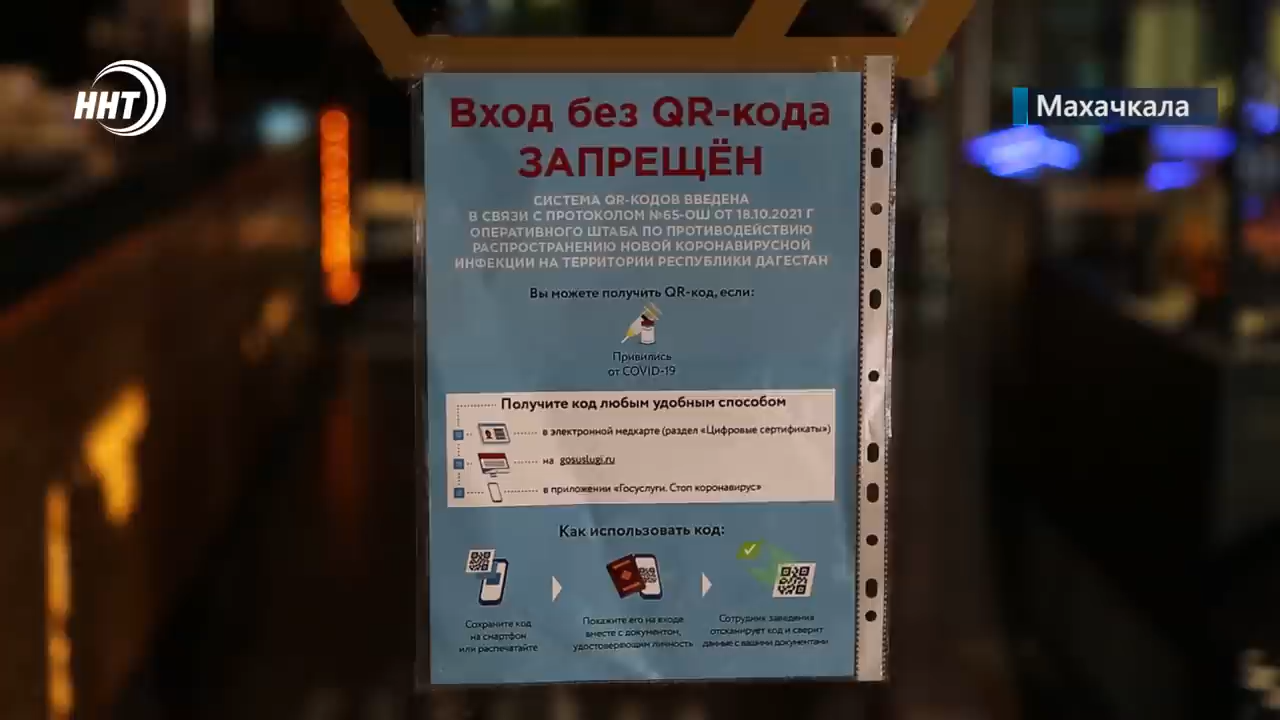 ННТ
Махачкала
Вход без QR-кода
ЗАПРЕЩЁН
СИСТЕМА QR-КОДОВ ВВЕДЕНА
В СВЯЗИ С ПРОТОКОЛОМ №65-ОШ ОТ 18.10.2021 Г
ОПЕРАТИВНОГО ШТАБА ПО ПРОТИВОДЕЙСТВИЮ
РАСПРОСТРАНЕНИЮ НОВОЙ КОРОНАВИРУСНОЙ
ИНФЕКЦИИ НА ТЕРРИТОРИИ РЕСПУБЛИКИ ДАГЕСТАН
Вы можете получить QR-код, если:
Привились
от COVID-19
Получите код любым удобным способом
в электронной медкарте (раздел «Цифровые сертификаты»)
на gosuslugi.ru
в приложении «Госуслуги. Стоп коронавирус»
Как использовать код:
Сохраните код
на смартфон
или распечатайте
Покажите его на входе
вместе с документом,
удостоверяющим личность
Сотрудник заведения
отсканирует код и сверит
данные с вашими документами